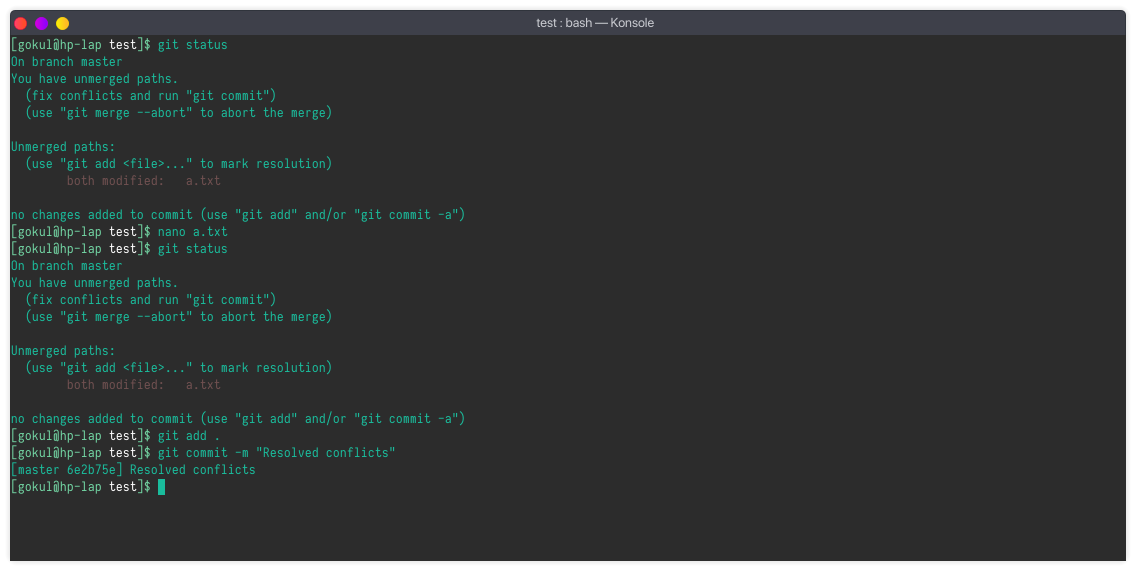 test : bash — Konsole
[gokul@hp-lap test]$ git status
On branch master
You have unmerged paths.
  (fix conflicts and run "git commit")
  (use "git merge --abort" to abort the merge)

Unmerged paths:
  (use "git add <file>..." to mark resolution)
        both modified:   a.txt

no changes added to commit (use "git add" and/or "git commit -a")
[gokul@hp-lap test]$ nano a.txt
[gokul@hp-lap test]$ git status
On branch master
You have unmerged paths.
  (fix conflicts and run "git commit")
  (use "git merge --abort" to abort the merge)

Unmerged paths:
  (use "git add <file>..." to mark resolution)
        both modified:   a.txt

no changes added to commit (use "git add" and/or "git commit -a")
[gokul@hp-lap test]$ git add .
[gokul@hp-lap test]$ git commit -m "Resolved conflicts"
[master 6e2b75e] Resolved conflicts
[gokul@hp-lap test]$